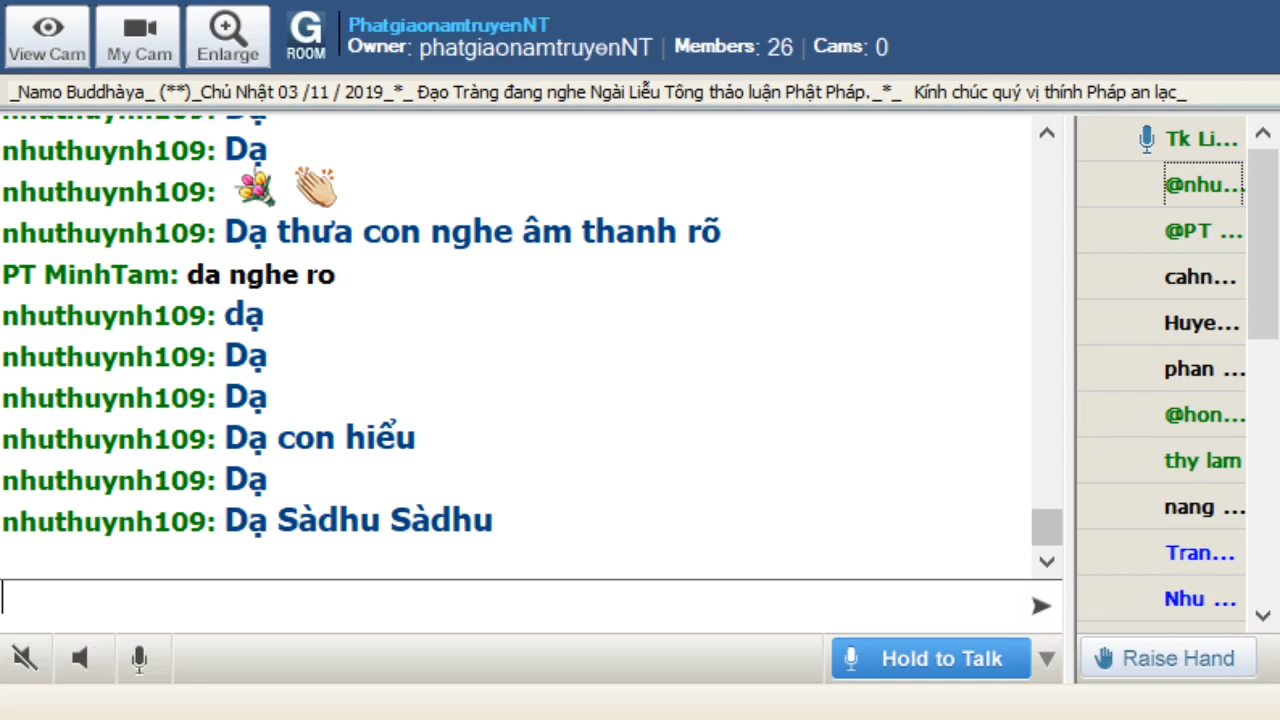 View Cam
My Cam
Enlarge
G
ROOM
PhatgiaonamtruyenNT
Owner: phatgiaonamtruyenNT | Members: 26 | Cams: 0
_Namo Buddhàya_ (**)_Chủ Nhật 03 /11 / 2019_*_ Đạo Tràng đang nghe Ngài Liễu Tông thảo luận Phật Pháp._*_ Kính chúc quý vị thính Pháp an lạc_
nhuthuynh109: Dạ
nhuthuynh109: Dạ
nhuthuynh109:
nhuthuynh109: Dạ thưa con nghe âm thanh rõ
PT MinhTam: da nghe ro
nhuthuynh109: dạ
nhuthuynh109: Dạ
nhuthuynh109: Dạ
nhuthuynh109: Dạ con hiểu
nhuthuynh109: Dạ
nhuthuynh109: Dạ Sàdhu Sàdhu
Tk Li...
@nhu...
@PT ...
cahn...
Huye...
phan ...
@hon...
thy lam
nang ...
Tran...
Nhu ...
Hold to Talk
Raise Hand